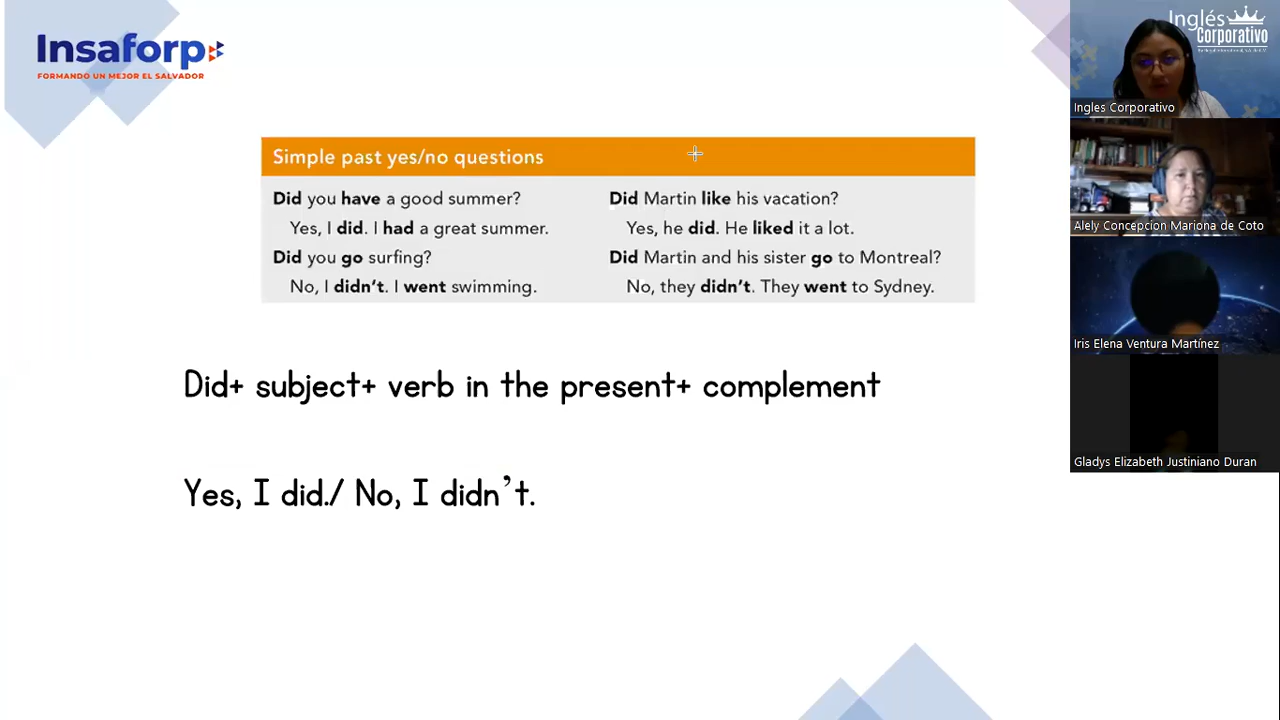 Insaforp
FORMANDO UN MEJOR EL SALVADOR
Simple past yes/no questions
Did you have a good summer?
Yes, I did. I had a great summer.
Did you go surfing?
No, I didn't. I went swimming.
Did Martin like his vacation?
Yes, he did. He liked it a lot.
Did Martin and his sister go to Montreal?
No, they didn't. They went to Sydney.
Did+ subject+ verb in the present+ complement
Yes, I did./ No, I didn't.
Inglés
Corporativo
Ingles Corporativo
Alely Concepcion Mariona de Coto
Iris Elena Ventura Martínez
Gladys Elizabeth Justiniano Duran